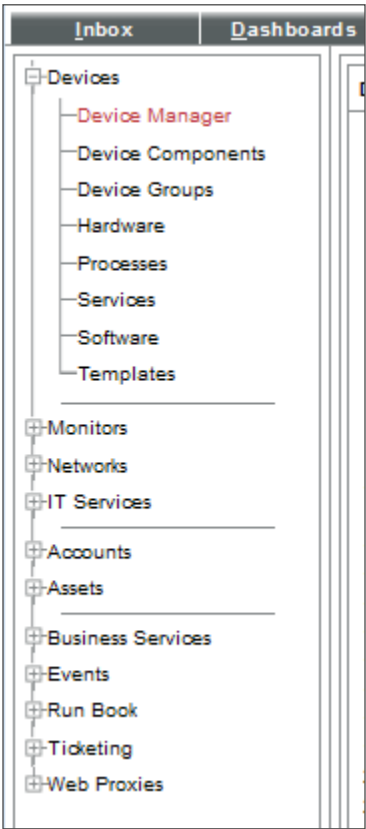 Inbox
Dashboards
Devices
Device Manager
Device Components
Device Groups
Hardware
Processes
Services
Software
Templates
Monitors
Networks
IT Services
Accounts
Assets
Business Services
Events
Run Book
Ticketing
Web Proxies